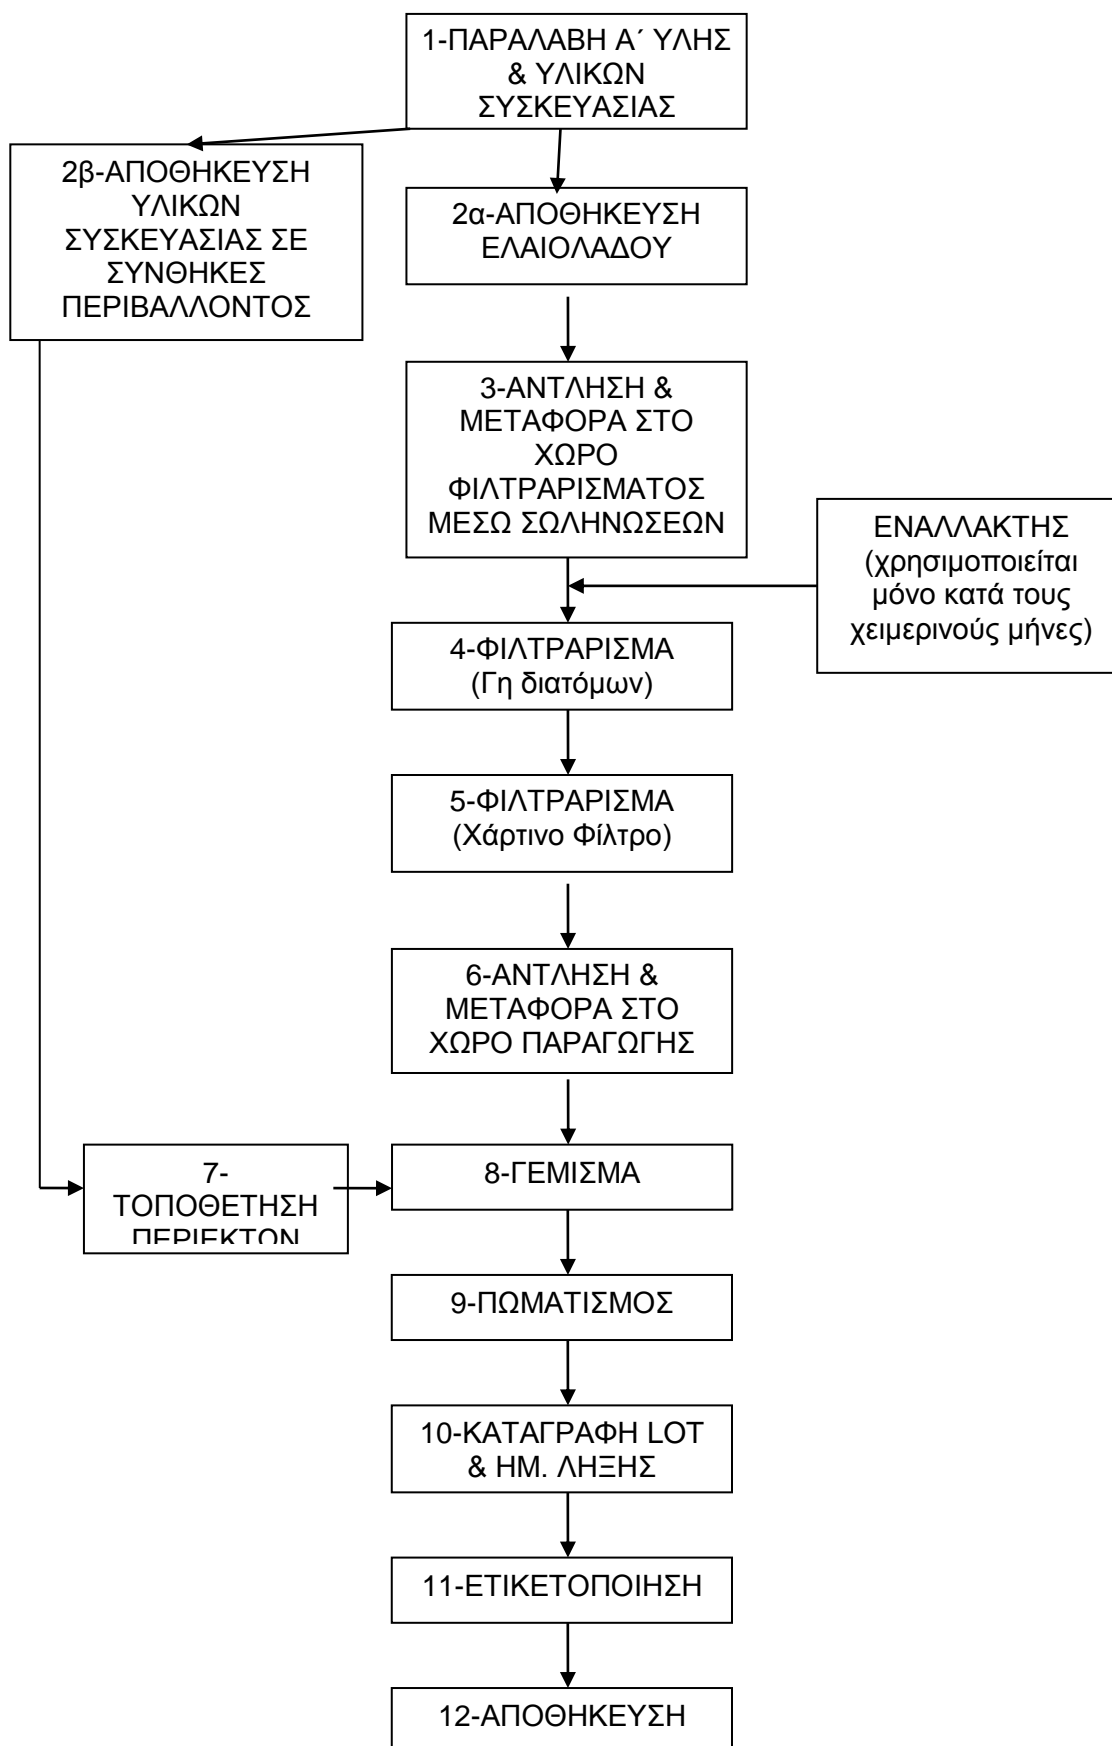 1-ΠΑΡΑΛΑΒΗ Α΄ ΥΛΗΣ
& ΥΛΙΚΩΝ
ΣΥΣΚΕΥΑΣΙΑΣ
2β-ΑΠΟΘΗΚΕΥΣΗ
ΥΛΙΚΩΝ
ΣΥΣΚΕΥΑΣΙΑΣ ΣΕ
ΣΥΝΘΗΚΕΣ
ΠΕΡΙΒΑΛΛΟΝΤΟΣ
2α-ΑΠΟΘΗΚΕΥΣΗ
ΕΛΑΙΟΛΑΔΟΥ
3-ΑΝΤΛΗΣΗ &
ΜΕΤΑΦΟΡΑ ΣΤΟ
ΧΩΡΟ
ΦΙΛΤΡΑΡΙΣΜΑΤΟΣ
ΜΕΣΩ ΣΩΛΗΝΩΣΕΩΝ
ΕΝΑΛΛΑΚΤΗΣ
(χρησιμοποιείται
μόνο κατά τους
χειμερινούς μήνες)
4-ΦΙΛΤΡΑΡΙΣΜΑ
(Γη διατόμων)
5-ΦΙΛΤΡΑΡΙΣΜΑ
(Χάρτινο Φίλτρο)
6-ΑΝΤΛΗΣΗ &
ΜΕΤΑΦΟΡΑ ΣΤΟ
ΧΩΡΟ ΠΑΡΑΓΩΓΗΣ
7-
ΤΟΠΟΘΕΤΗΣΗ
ΠΕΡΙΕΚΤΩΝ
8-ΓΕΜΙΣΜΑ
9-ΠΩΜΑΤΙΣΜΟΣ
10-ΚΑΤΑΓΡΑΦΗ LOT
& ΗΜ. ΛΗΞΗΣ
11-ΕΤΙΚΕΤΟΠΟΙΗΣΗ
12-ΑΠΟΘΗΚΕΥΣΗ